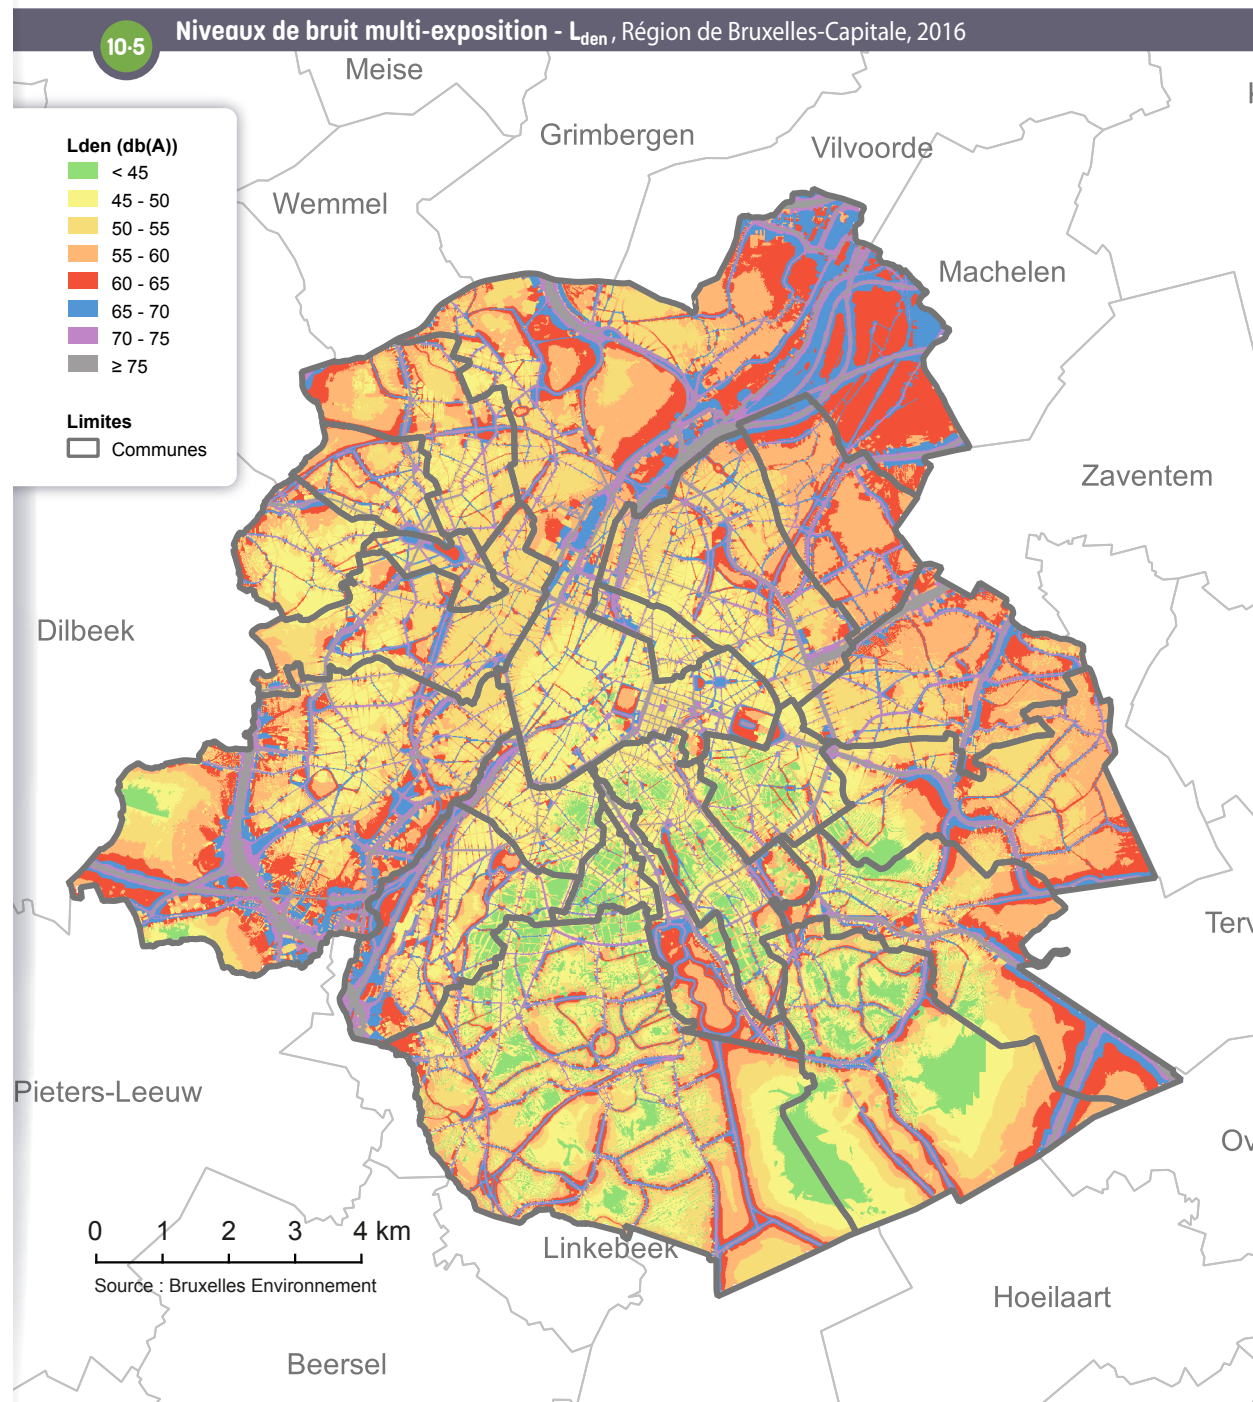 10·5
Niveaux de bruit multi-exposition - Lden, Région de Bruxelles-Capitale, 2016
Meise
Grimbergen
Vilvoorde
Wemmel
Machelen
Zaventem
Dilbeek
Terv
Pieters-Leeuw
Ov
Linkebeek
Hoeilaart
Beersel
Lden (db(A))
< 45
45 - 50
50 - 55
55 - 60
60 - 65
65 - 70
70 - 75
≥ 75
Limites
Communes
0 1 2 3 4 km
Source : Bruxelles Environnement